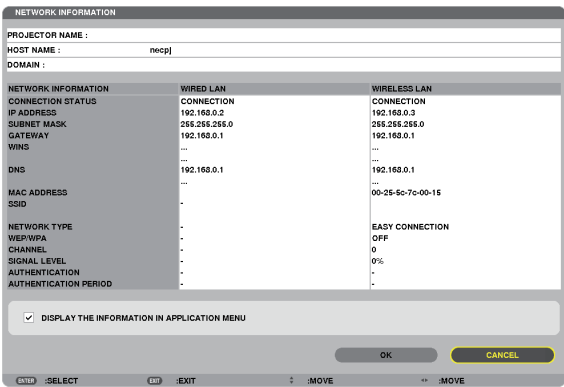 NETWORK INFORMATION
PROJECTOR NAME :
HOST NAME : necpj
DOMAIN :
NETWORK INFORMATION WIRED LAN WIRELESS LAN
CONNECTION STATUS CONNECTION CONNECTION
IP ADDRESS 192.168.0.2 192.168.0.3
SUBNET MASK 255.255.255.0 255.255.255.0
GATEWAY 192.168.0.1 192.168.0.1
WINS ... ...
... ...
DNS 192.168.0.1 192.168.0.1
... ...
MAC ADDRESS 00-25-5c-7c-00-15
SSID -
NETWORK TYPE - EASY CONNECTION
WEP/WPA - OFF
CHANNEL - 0
SIGNAL LEVEL - 0%
AUTHENTICATION - -
AUTHENTICATION PERIOD - -
DISPLAY THE INFORMATION IN APPLICATION MENU
OK CANCEL
ENTER :SELECT EXIT :EXIT :MOVE :MOVE